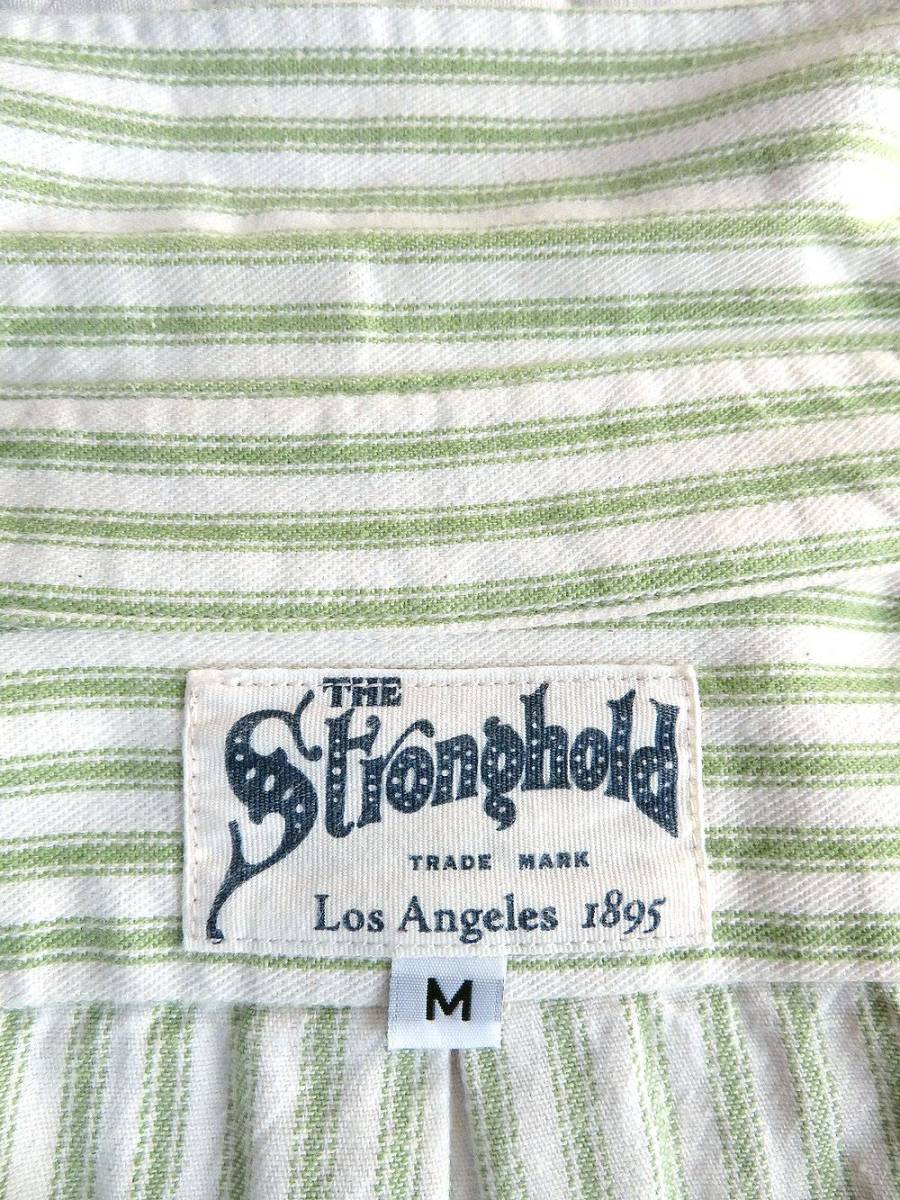 THE
Stronghold
TRADE MARK
Los Angeles 1895
M